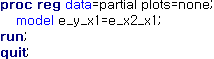 proc reg data=partial plots=none;
model e_y_x1=e_x2_x1;
run;
quit;